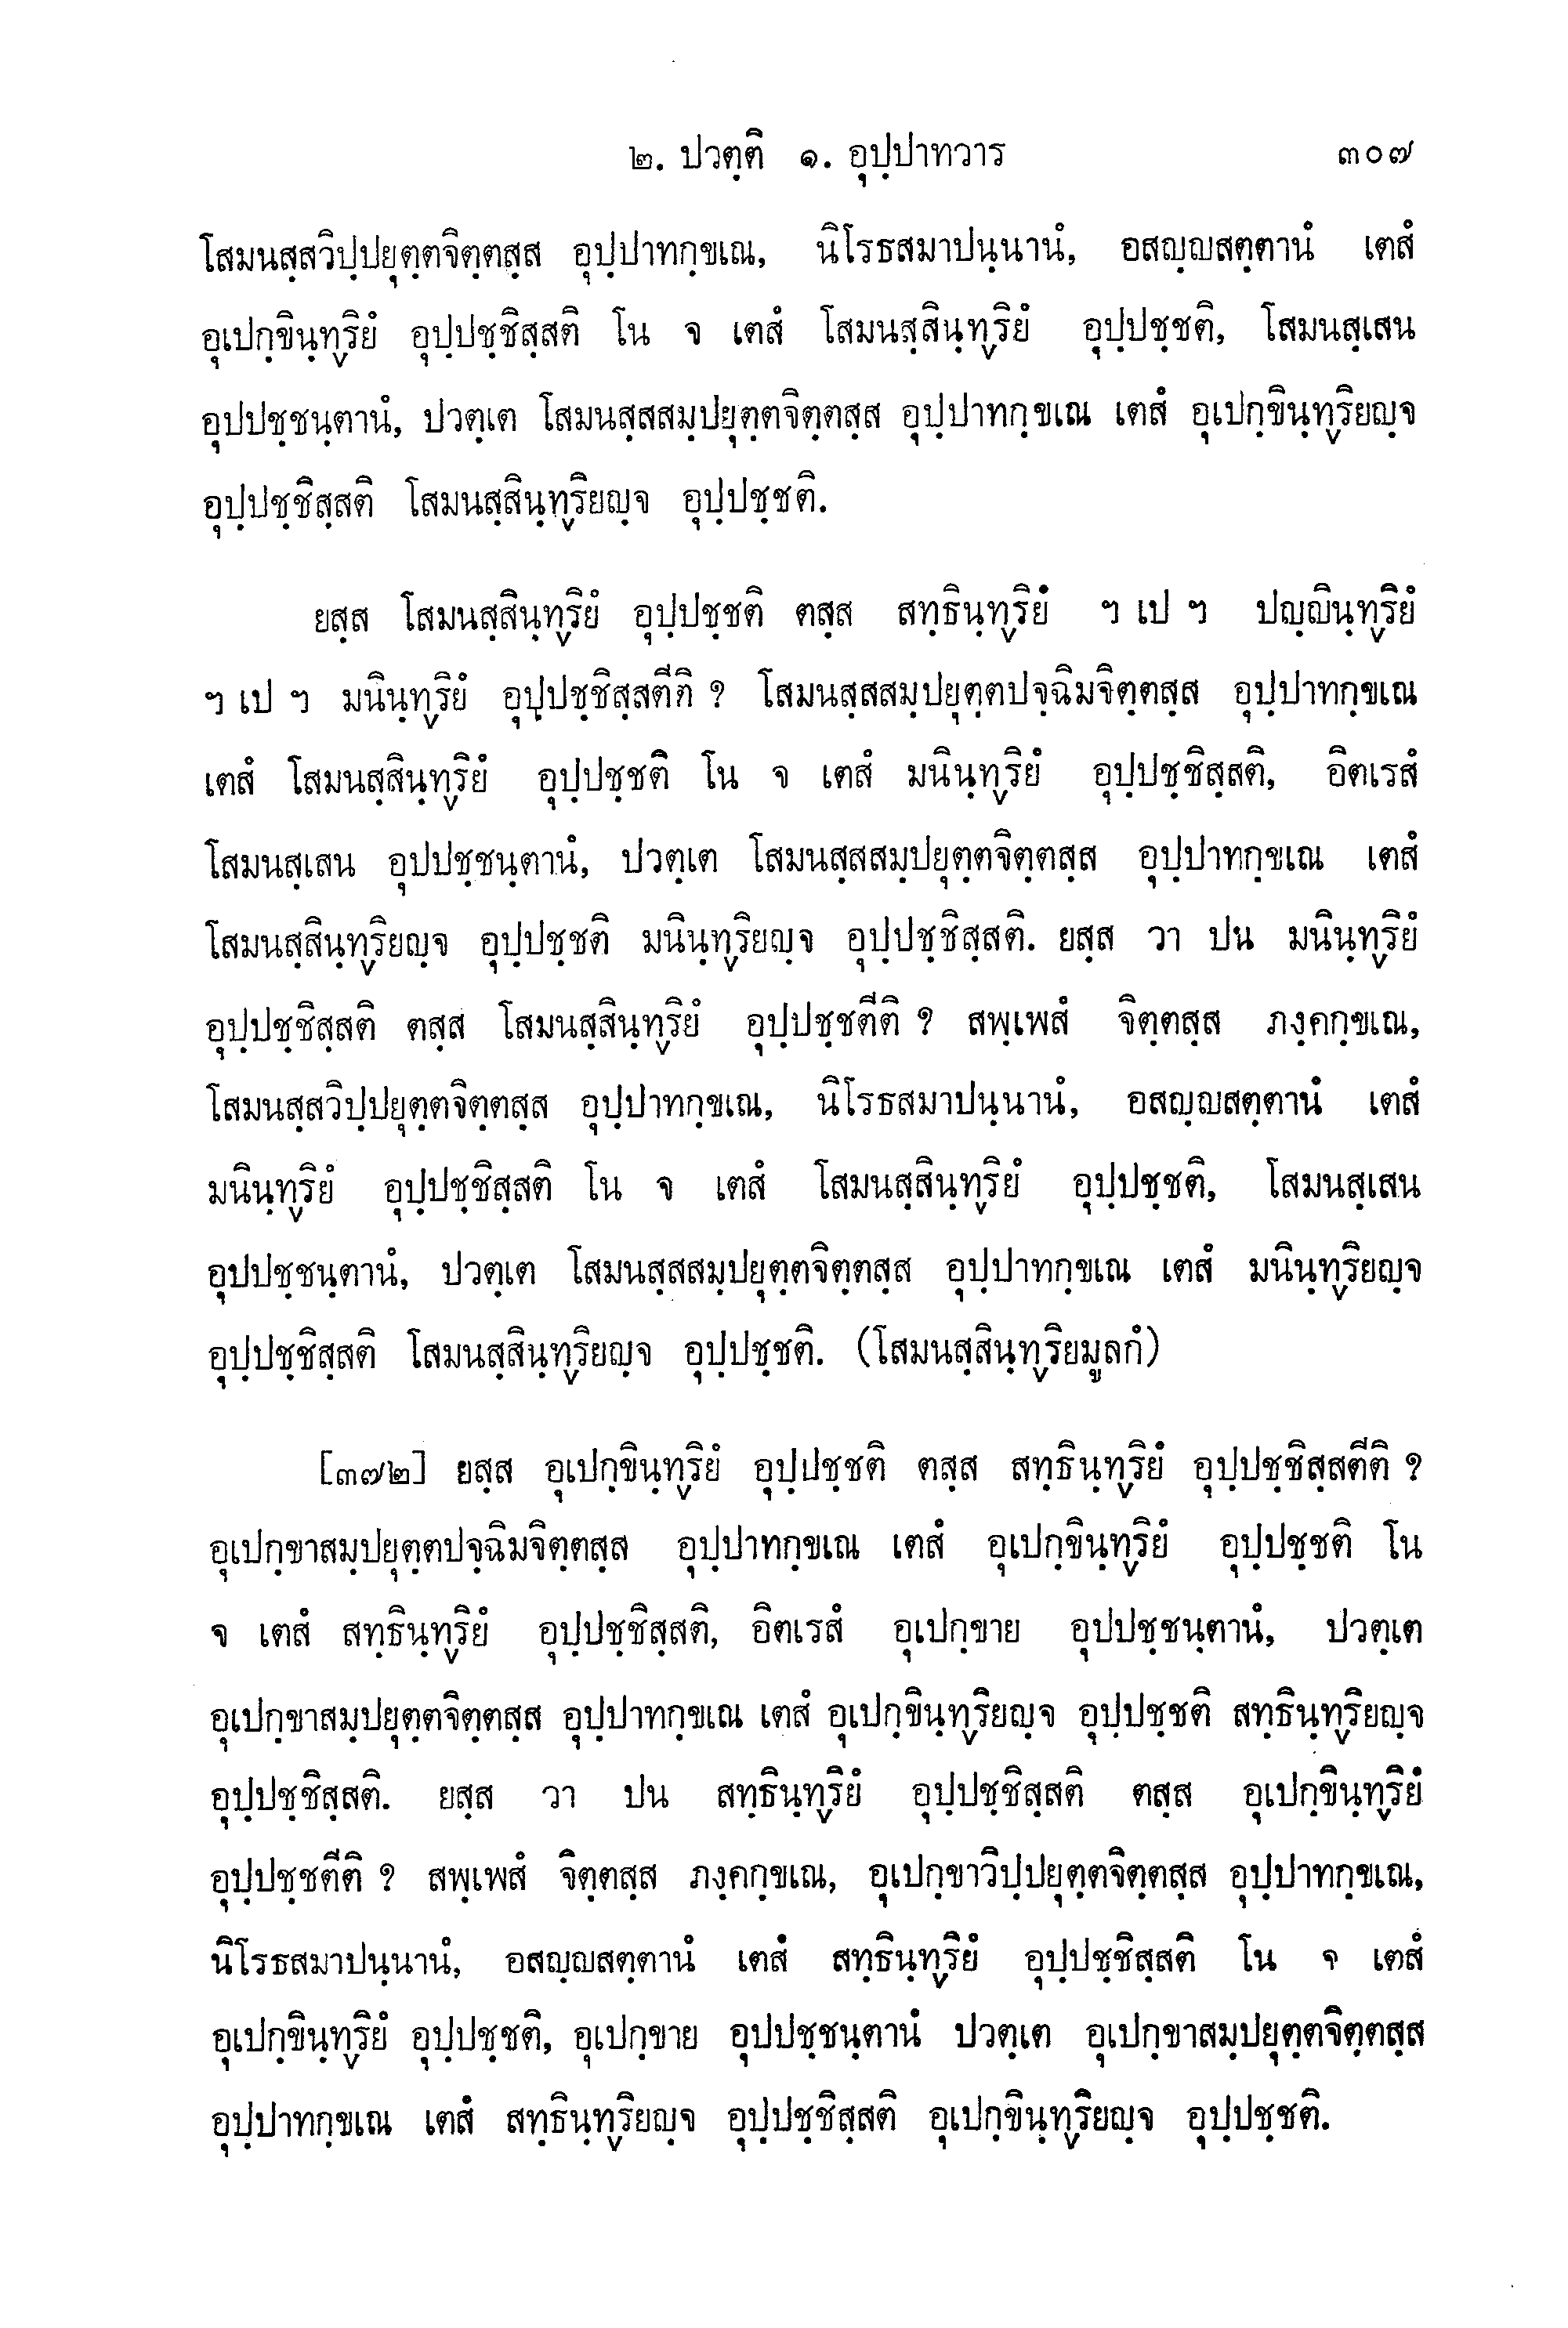 ๒. ปวตฺติ ๑. อุปฺปาทวาร ๓๐๗
โสมนสฺสวิปฺปยุตฺตจิตฺตสฺส อุปฺปาทกฺขเณ, นิโรธสมาปนฺนานํ, อสญฺญสตฺตานํ เตสํ
อุเปกฺขินฺทฺริยํ อุปฺปชฺชิสฺสติ โน จ เตสํ โสมนสฺสินฺทฺริยํ อุปฺปชฺชติ, โสมนสฺเสน
อุปปชฺชนฺตานํ, ปวตฺเต โสมนสฺสสมฺปยุตฺตจิตฺตสฺส อุปฺปาทกฺขเณ เตสํ อุเปกฺขินฺทฺริยญฺจ
อุปฺปชฺชิสฺสติ โสมนสฺสินฺทฺริยญฺจ อุปฺปชฺชติ.
ยสฺส โสมนสฺสินฺทฺริยํ อุปฺปชฺชติ ตสฺส สทฺธินฺทฺริยํ ฯ เป ฯ ปญฺญินฺทฺริยํ
ฯ เป ฯ มนินฺทฺริยํ อุปฺปชฺชิสฺสตีติ ? โสมนสฺสสมฺปยุตฺตปจฺฉิมจิตฺตสฺส อุปฺปาทกฺขเณ
เตสํ โสมนสฺสินฺทฺริยํ อุปฺปชฺชติ โน จ เตสํ มนินฺทฺริยํ อุปฺปชฺชิสฺสติ, อิตเรสํ
โสมนสฺเสน อุปปชฺชนฺตานํ, ปวตฺเต โสมนสฺสสมฺปยุตฺตจิตฺตสฺส อุปฺปาทกฺขเณ เตสํ
โสมนสฺสินฺทฺริยญฺจ อุปฺปชฺชติ มนินฺทฺริยญฺจ อุปฺปชฺชิสฺสติ. ยสฺส วา ปน มนินฺทฺริยํ
อุปฺปชฺชิสฺสติ ตสฺส โสมนสฺสินฺทฺริยํ อุปฺปชฺชตีติ ? สพฺเพสํ จิตฺตสฺส ภงฺคกฺขเณ,
โสมนสฺสวิปฺปยุตฺตจิตฺตสฺส อุปฺปาทกฺขเณ, นิโรธสมาปนฺนานํ, อสญฺญสตฺตานํ เตสํ
มนินฺทฺริยํ อุปฺปชฺชิสฺสติ โน จ เตสํ โสมนสฺสินฺทฺริยํ อุปฺปชฺชติ, โสมนสฺเสน
อุปปชฺชนฺตานํ, ปวตฺเต โสมนสฺสสมฺปยุตฺตจิตฺตสฺส อุปฺปาทกฺขเณ เตสํ มนินฺทฺริยญฺจ
อุปฺปชฺชิสฺสติ โสมนสฺสินฺทฺริยญฺจ อุปฺปชฺชติ. (โสมนสฺสินฺทฺริยมูลกํ)
[๓๗๒] ยสฺส อุเปกฺขินฺทฺริยํ อุปฺปชฺชติ ตสฺส สทฺธินฺทฺริยํ อุปฺปชฺชิสฺสตีติ ?
อุเปกฺขาสมฺปยุตฺตปจฺฉิมจิตฺตสฺส อุปฺปาทกฺขเณ เตสํ อุเปกฺขินฺทฺริยํ อุปฺปชฺชติ โน
จ เตสํ สทฺธินฺทฺริยํ อุปฺปชฺชิสฺสติ, อิตเรสํ อุเปกฺขาย อุปปชฺชนฺตานํ, ปวตฺเต
อุเปกฺขาสมฺปยุตฺตจิตฺตสฺส อุปฺปาทกฺขเณ เตสํ อุเปกฺขินฺทฺริยญฺจ อุปฺปชฺชติ สทฺธินฺทฺริยญฺจ
อุปฺปชฺชิสฺสติ. ยสฺส วา ปน สทฺธินฺทฺริยํ อุปฺปชฺชิสฺสติ ตสฺส อุเปกฺขินฺทฺริยํ
อุปฺปชฺชตีติ ? สพฺเพสํ จิตฺตสฺส ภงฺคกฺขเณ, อุเปกฺขาวิปฺปยุตฺตจิตฺตสฺส อุปฺปาทกฺขเณ,
นิโรธสมาปนฺนานํ, อสญฺญสตฺตานํ เตสํ สทฺธินฺทฺริยํ อุปฺปชฺชิสฺสติ โน จ เตสํ
อุเปกฺขินฺทฺริยํ อุปฺปชฺชติ, อุเปกฺขาย อุปปชฺชนฺตานํ ปวตฺเต อุเปกฺขาสมฺปยุตฺตจิตฺตสฺส
อุปฺปาทกฺขเณ เตสํ สทฺธินฺทฺริยญฺจ อุปฺปชฺชิสฺสติ อุเปกฺขินฺทฺริยญฺจ อุปฺปชฺชติ.